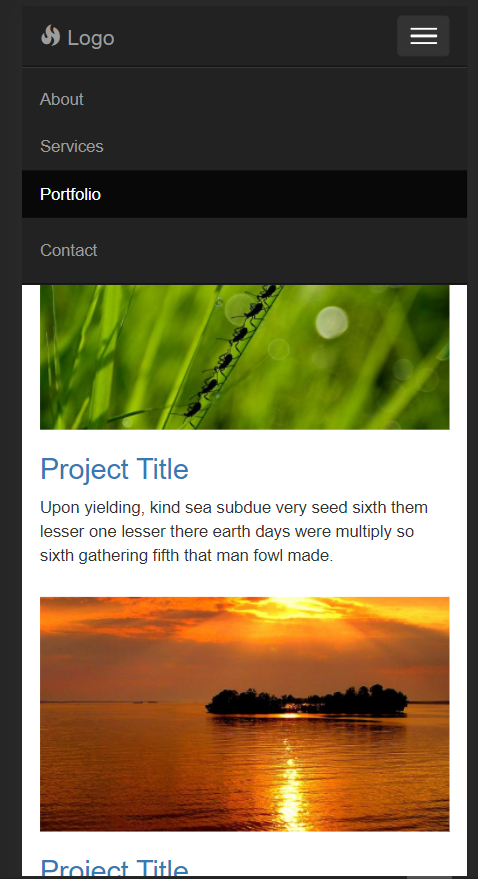 Logo
About
Services
Portfolio
Contact
Project Title
Upon yielding, kind sea subdue very seed sixth them
lesser one lesser there earth days were multiply so
sixth gathering fifth that man fowl made.
Project Title